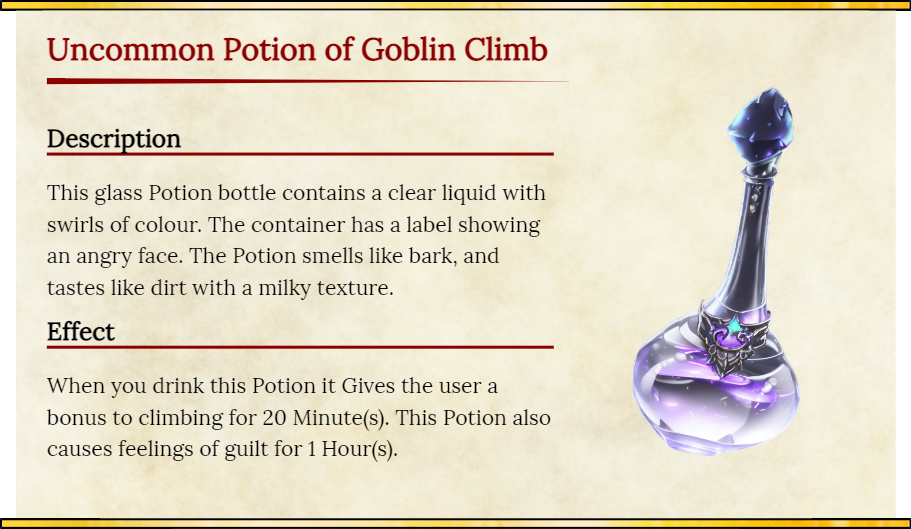 Uncommon Potion of Goblin Climb
Description
This glass Potion bottle contains a clear liquid with
swirls of colour. The container has a label showing
an angry face. The Potion smells like bark, and
tastes like dirt with a milky texture.
Effect
When you drink this Potion it Gives the user a
bonus to climbing for 20 Minute(s). This Potion also
causes feelings of guilt for 1 Hour(s).